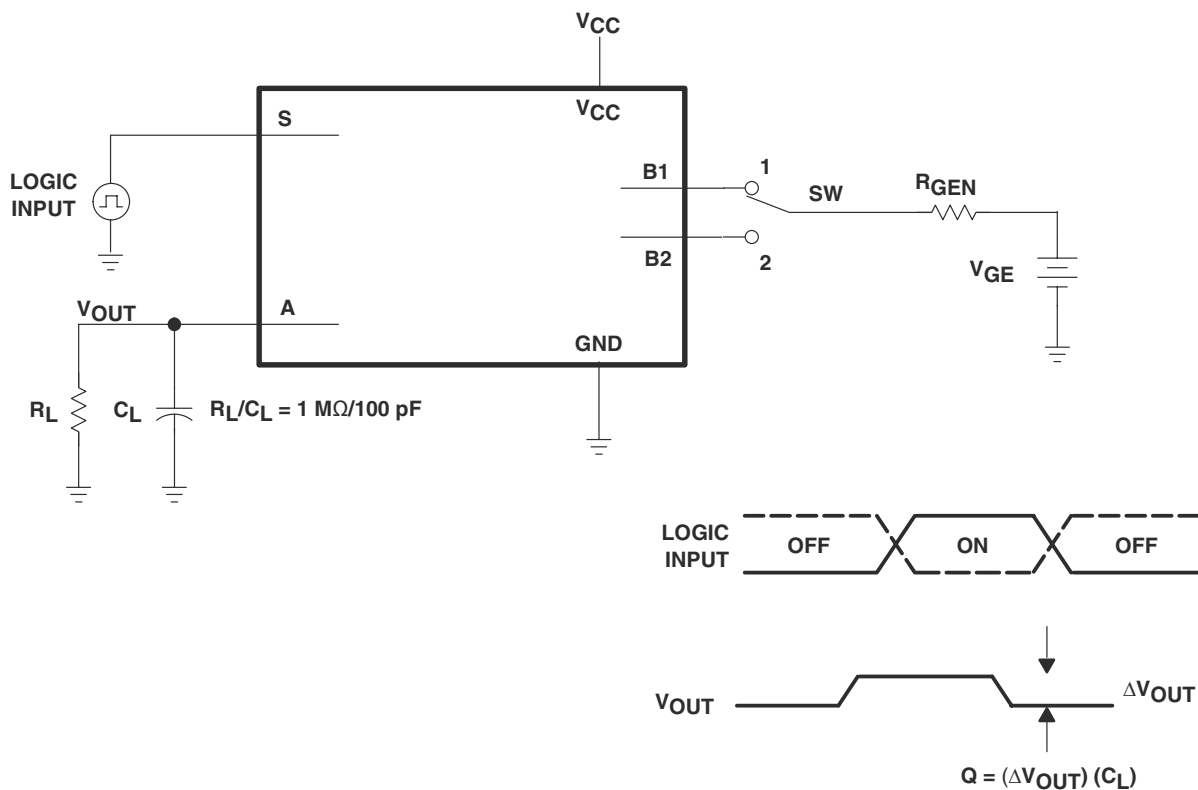 VCC
VCC
S
LOGIC
INPUT
B1
1
SW
RGEN
B2
2
VGE
VOUT
A
GND
RL
CL
RL/CL = 1 MΩ/100 pF
LOGIC
INPUT
OFF
ON
OFF
VOUT
ΔVOUT
Q = (ΔVOUT) (CL)